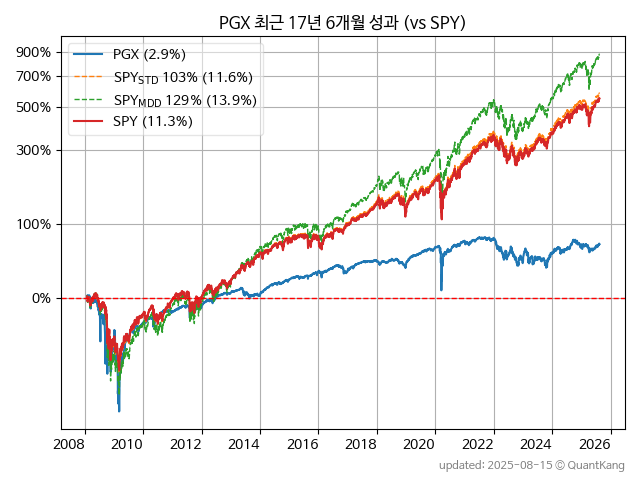 PGX 최근 17년 6개월 성과 (vs SPY)
PGX (2.9%)
SPY_STD 103% (11.6%)
SPY_MDD 129% (13.9%)
SPY (11.3%)
900%
700%
500%
300%
100%
0%
2008 2010 2012 2014 2016 2018 2020 2022 2024 2026
updated: 2025-08-15 © QuantKang